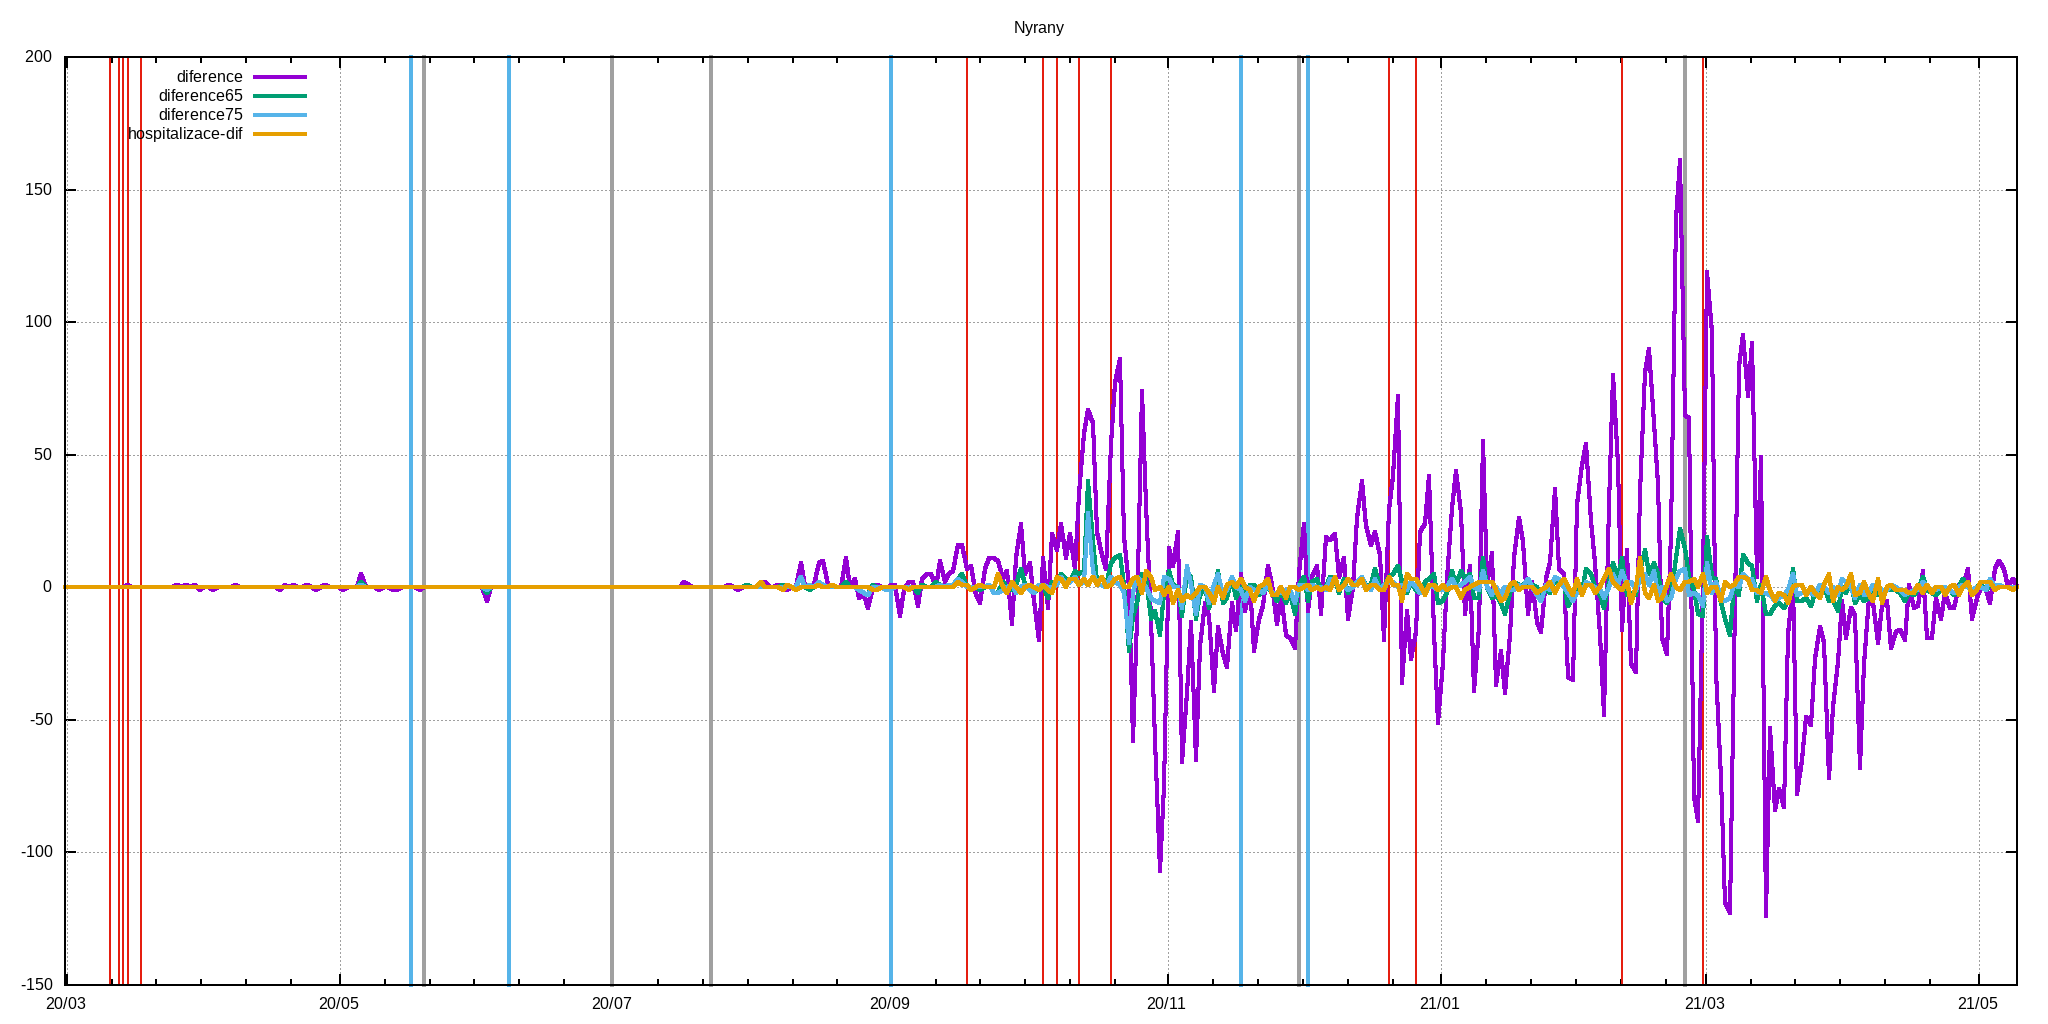 Nyrany
200
diference
diference65
diference75
hospitalizace-dif
150
100
50
0
-50
-100
-150
20/03 20/05 20/07 20/09 20/11 21/01 21/03 21/05